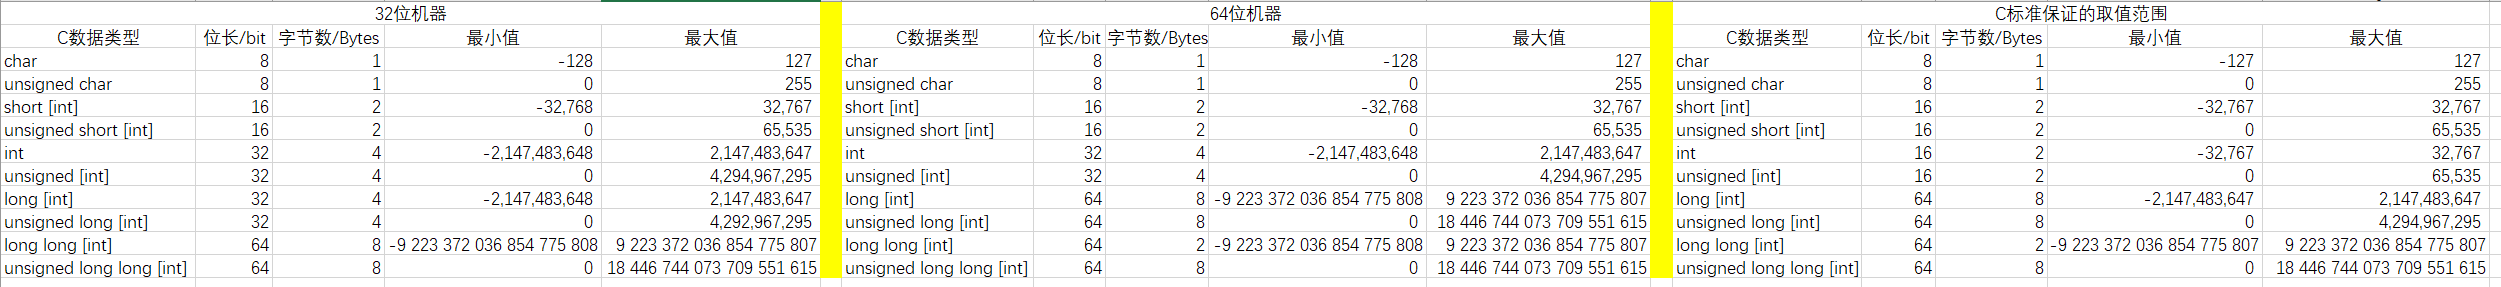 32位机器 64位机器 C标准保证的取值范围
C数据类型 位长/bit 字节数/Bytes 最小值 最大值 C数据类型 位长/bit 字节数/Bytes 最小值 最大值 C数据类型 位长/bit 字节数/Bytes 最小值 最大值
char 8 1 -128 127 char 8 1 -128 127 char 8 1 -127 127
unsigned char 8 1 0 255 unsigned char 8 1 0 255 unsigned char 8 1 0 255
short [int] 16 2 -32,768 32,767 short [int] 16 2 -32,768 32,767 short [int] 16 2 -32,767 32,767
unsigned short [int] 16 2 0 65,535 unsigned short [int] 16 2 0 65,535 unsigned short [int] 16 2 0 65,535
int 32 4 -2,147,483,648 2,147,483,647 int 32 4 -2,147,483,648 2,147,483,647 int 16 2 -32,767 32,767
unsigned [int] 32 4 0 4,294,967,295 unsigned [int] 32 4 0 4,294,967,295 unsigned [int] 16 2 0 65,535
long [int] 32 4 -2,147,483,648 2,147,483,647 long [int] 64 8 -9 223 372 036 854 775 808 9 223 372 036 854 775 807 long [int] 64 8 -2,147,483,647 2,147,483,647
unsigned long [int] 32 4 0 4,292,967,295 unsigned long [int] 64 8 0 18 446 744 073 709 551 615 unsigned long [int] 64 8 0 4,294,967,295
long long [int] 64 8 -9 223 372 036 854 775 808 9 223 372 036 854 775 807 long long [int] 64 2 -9 223 372 036 854 775 808 9 223 372 036 854 775 807 long long [int] 64 2 -9 223 372 036 854 775 807 9 223 372 036 854 775 807
unsigned long long [int] 64 8 0 18 446 744 073 709 551 615 unsigned long long [int] 64 8 0 18 446 744 073 709 551 615 unsigned long long [int] 64 8 0 18 446 744 073 709 551 615